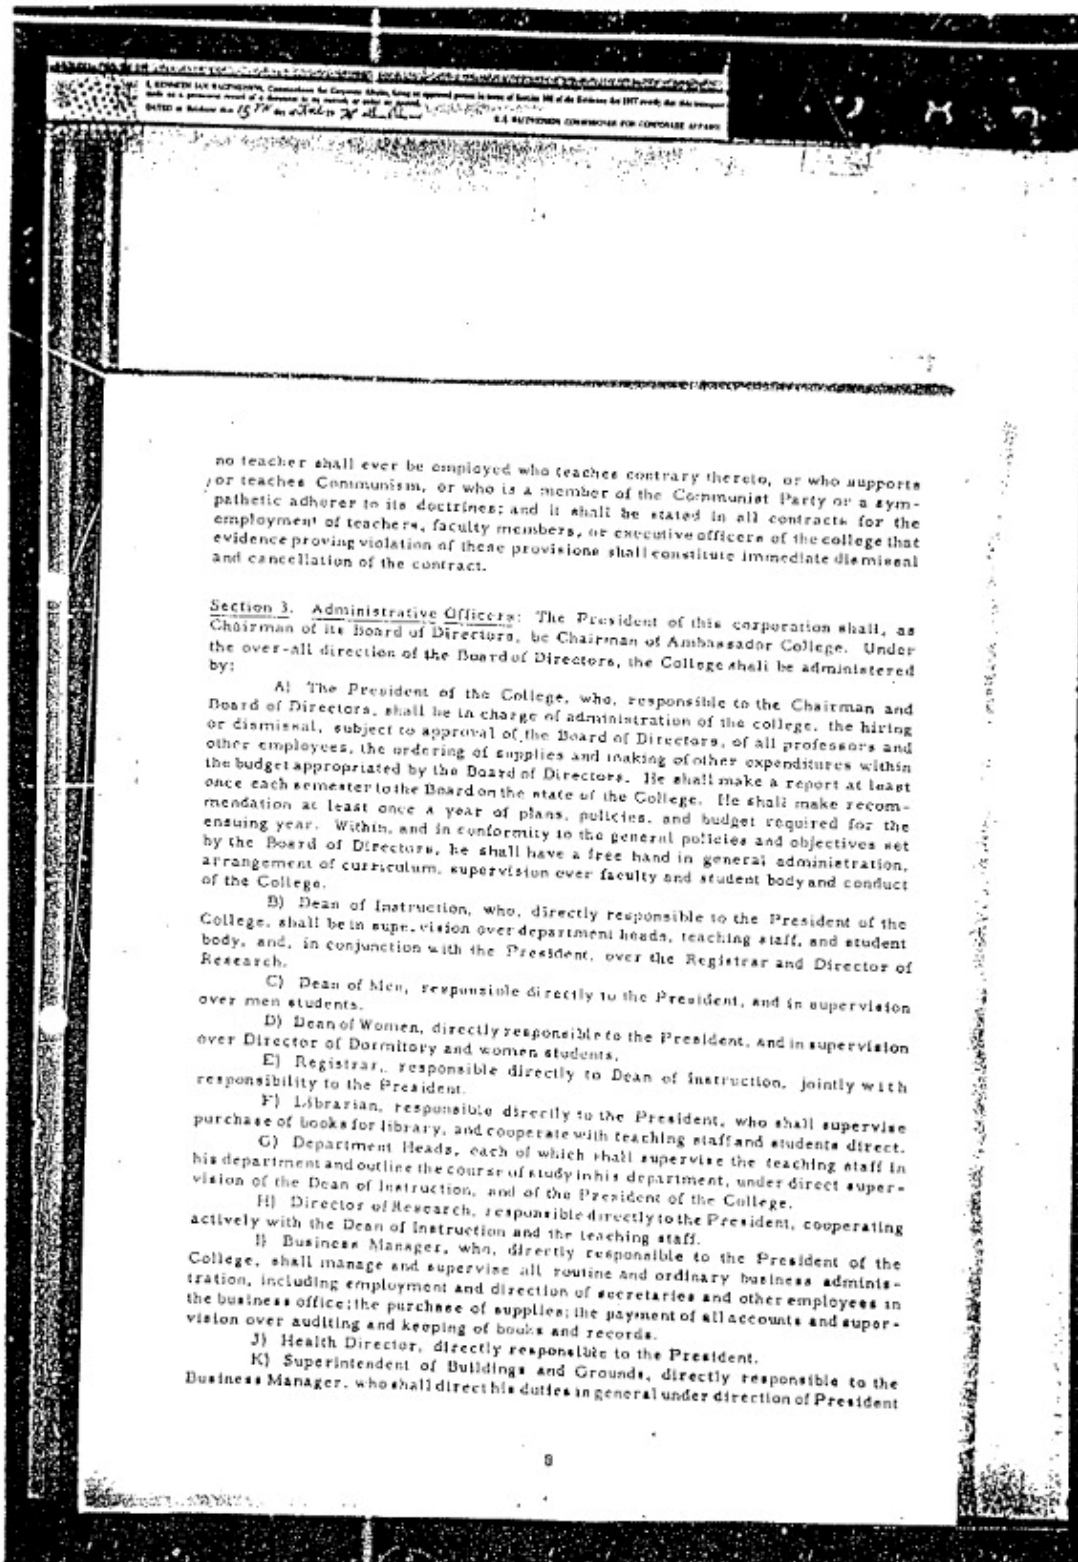 DATED at Brisbane this 15TH
COMMISSIONER FOR CORPORATE AFFAIRS
no teacher shall ever be employed who teaches contrary thereto, or who supports
or teaches Communism, or who is a member of the Communist Party or a sym-
pathetic adherer to its doctrines; and it shall be stated in all contracts for the
employment of teachers, faculty members, or executive officers of the college that
evidence proving violation of these provisions shall constitute immediate dismissal
and cancellation of the contract.
Section 3. Administrative Officers: The President of this corporation shall, as
Chairman of its Board of Directors, be Chairman of Ambassador College. Under
the over-all direction of the Board of Directors, the College shall be administered
by:
A) The President of the College, who, responsible to the Chairman and
Board of Directors, shall be in charge of administration of the college, the hiring
or dismissal, subject to approval of the Board of Directors, of all professors and
other employees, the ordering of supplies and making of other expenditures within
the budget appropriated by the Board of Directors. He shall make a report at least
once each semester to the Board on the state of the College. He shall make recom-
mendation at least once a year of plans, policies, and budget required for the
ensuing year. Within, and in conformity to the general policies and objectives set
by the Board of Directors, he shall have a free hand in general administration,
arrangement of curriculum, supervision over faculty and student body and conduct
of the College.
B) Dean of Instruction, who, directly responsible to the President of the
College, shall be in supervision over department heads, teaching staff, and student
body, and, in conjunction with the President, over the Registrar and Director of
Research.
C) Dean of Men, responsible directly to the President, and in supervision
over men students.
D) Dean of Women, directly responsible to the President, and in supervision
over Director of Dormitory and women students.
E) Registrar, responsible directly to Dean of Instruction, jointly with
responsibility to the President.
F) Librarian, responsible directly to the President, who shall supervise
purchase of books for library, and cooperate with teaching staff and students direct.
G) Department Heads, each of which shall supervise the teaching staff in
his department and outline the course of study in his department, under direct super-
vision of the Dean of Instruction, and of the President of the College.
H) Director of Research, responsible directly to the President, cooperating
actively with the Dean of Instruction and the teaching staff.
I) Business Manager, who, directly responsible to the President of the
College, shall manage and supervise all routine and ordinary business adminis-
tration, including employment and direction of secretaries and other employees in
the business office; the purchase of supplies; the payment of all accounts and super-
vision over auditing and keeping of books and records.
J) Health Director, directly responsible to the President.
K) Superintendent of Buildings and Grounds, directly responsible to the
Business Manager, who shall direct his duties in general under direction of President
8